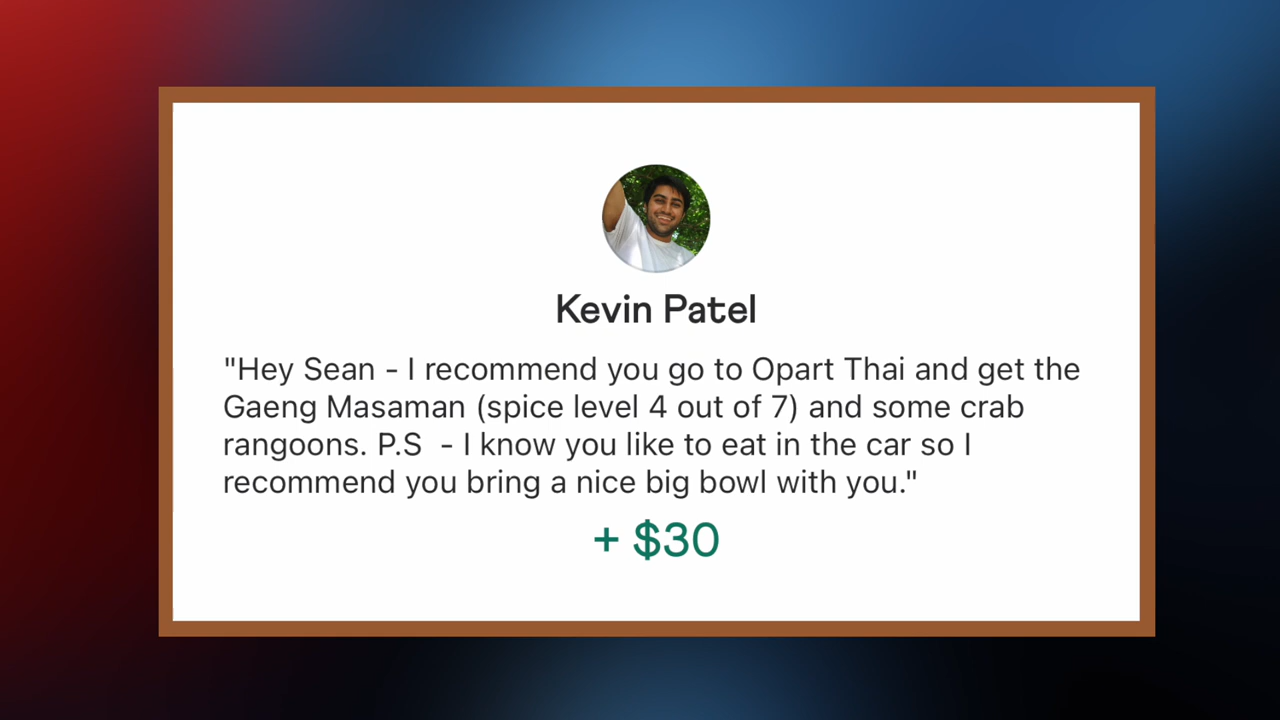 Kevin Patel
"Hey Sean - I recommend you go to Opart Thai and get the
Gaeng Masaman (spice level 4 out of 7) and some crab
rangoons. P.S  - I know you like to eat in the car so I
recommend you bring a nice big bowl with you."
+ $30